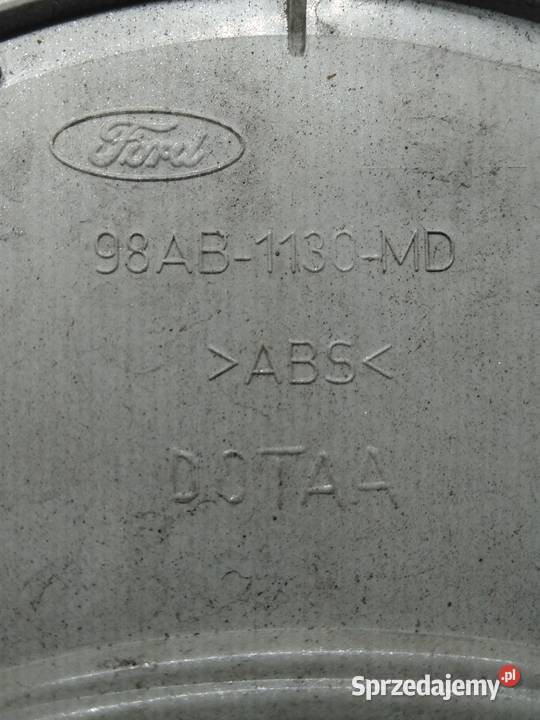 Ford
98AB-1130-MD
>ABS<
DOTAA
Sprzedajemy.pl